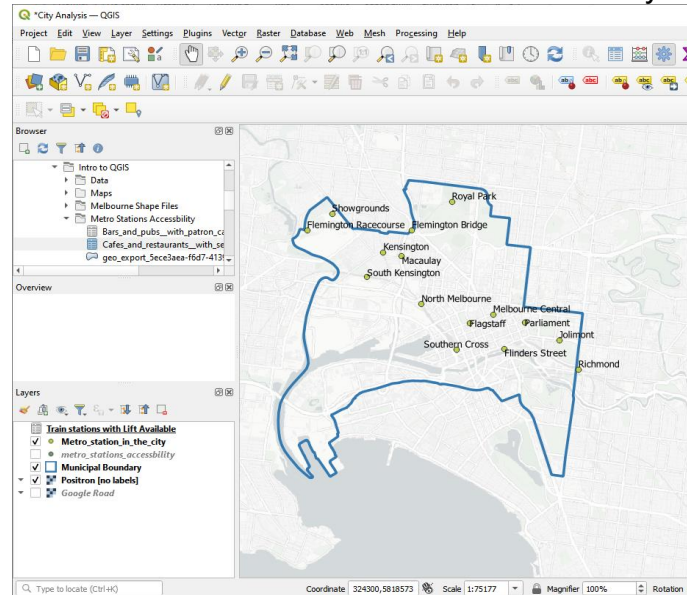 *City Analysis — QGIS
Project Edit View Layer Settings Plugins Vector Raster Database Web Mesh Processing Help
Browser
Intro to QGIS
Data
Maps
Melbourne Shape Files
Metro Stations Accessbility
Bars_and_pubs__with_patron_ca
Cafes_and_restaurants__with_se
geo_export_5ece3aea-f6d7-4139
Overview
Layers
Train stations with Lift Available
Metro_station_in_the_city
metro_stations_accessbility
Municipal Boundary
Positron [no labels]
Google Road
Royal Park
Showgrounds
Flemington Racecourse
Flemington Bridge
Kensington
Macaulay
South Kensington
North Melbourne
Melbourne Central
Flagstaff
Parliament
Jolimont
Southern Cross
Flinders Street
Richmond
Type to locate (Ctrl+K)
Coordinate 324300,5818573 Scale 1:75177 Magnifier 100% Rotation